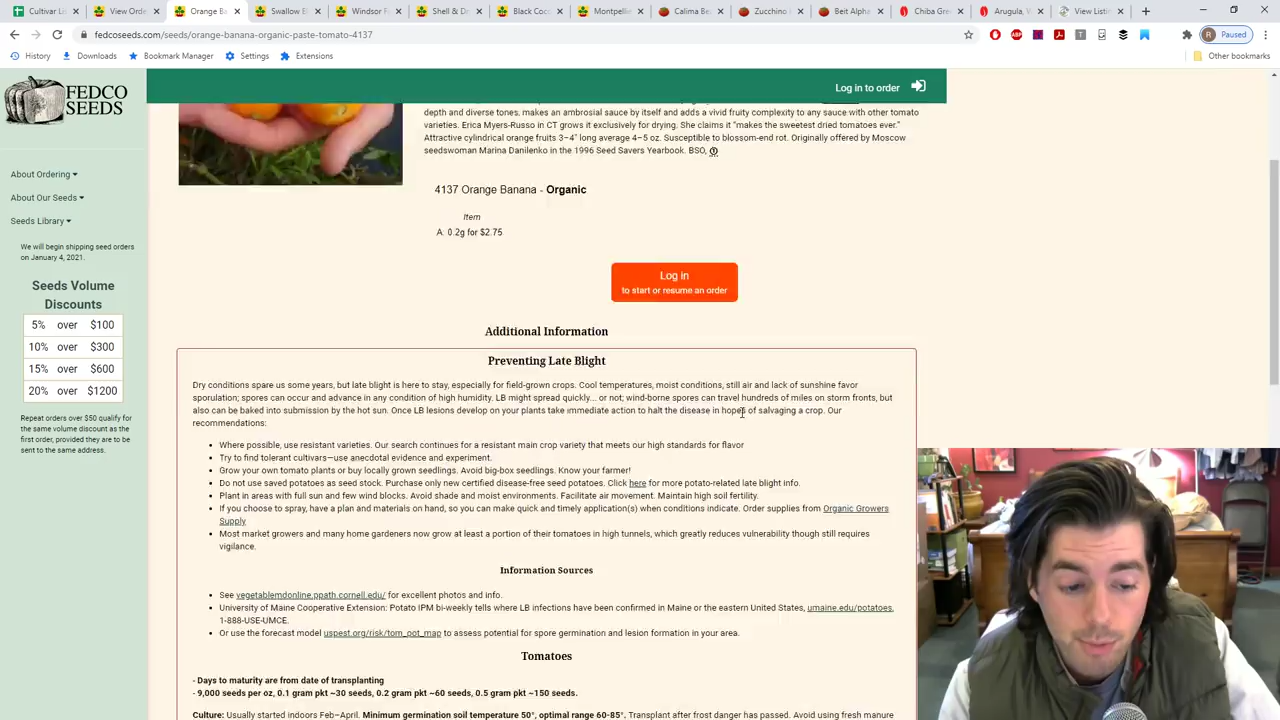 Cultivar Lis
View Order
Orange Ba
Swallow E
Windsor F
Shell & D
Black Coc
Montpelie
Calima Be
Zucchino
Beit Alpha
Chiba Gre
Arugula, W
View Listin
fedcoseeds.com/seeds/orange-banana-organic-paste-tomato-4137
R Paused
History
Downloads
Bookmark Manager
Settings
Extensions
Other bookmarks
FEDCO
SEEDS
Log in to order
About Ordering
About Our Seeds
Seeds Library
We will begin shipping seed orders
on January 4, 2021.
Seeds Volume
Discounts
5% over $100
10% over $300
15% over $600
20% over $1200
Repeat orders over $50 qualify for
the same volume discount as the
first order, provided they are to be
sent to the same address.
depth and diverse tones, makes an ambrosial sauce by itself and adds a vivid fruity complexity to any sauce with other tomato
varieties. Erica Myers-Russo in CT grows it exclusively for drying. She claims it "makes the sweetest dried tomatoes ever."
Attractive cylindrical orange fruits 3–4" long average 4–5 oz. Susceptible to blossom-end rot. Originally offered by Moscow
seedswoman Marina Danilenko in the 1996 Seed Savers Yearbook. BSO,
4137 Orange Banana - Organic
Item
A: 0.2g for $2.75
Log in
to start or resume an order
Additional Information
Preventing Late Blight
Dry conditions spare us some years, but late blight is here to stay, especially for field-grown crops. Cool temperatures, moist conditions, still air and lack of sunshine favor
sporulation; spores can occur and advance in any condition of high humidity. LB might spread quickly... or not; wind-borne spores can travel hundreds of miles on storm fronts, but
also can be baked into submission by the hot sun. Once LB lesions develop on your plants take immediate action to halt the disease in hopes of salvaging a crop. Our
recommendations:
• Where possible, use resistant varieties. Our search continues for a resistant main crop variety that meets our high standards for flavor
• Try to find tolerant cultivars—use anecdotal evidence and experiment.
• Grow your own tomato plants or buy locally grown seedlings. Avoid big-box seedlings. Know your farmer!
• Do not use saved potatoes as seed stock. Purchase only new certified disease-free seed potatoes. Click here for more potato-related late blight info.
• Plant in areas with full sun and few wind blocks. Avoid shade and moist environments. Facilitate air movement. Maintain high soil fertility.
• If you choose to spray, have a plan and materials on hand, so you can make quick and timely application(s) when conditions indicate. Order supplies from Organic Growers
Supply
• Most market growers and many home gardeners now grow at least a portion of their tomatoes in high tunnels, which greatly reduces vulnerability though still requires
vigilance.
Information Sources
• See vegetablemdonline.ppath.cornell.edu/ for excellent photos and info.
• University of Maine Cooperative Extension: Potato IPM bi-weekly tells where LB infections have been confirmed in Maine or the eastern United States, umaine.edu/potatoes,
1-888-USE-UMCE.
• Or use the forecast model uspest.org/risk/tom_pot_map to assess potential for spore germination and lesion formation in your area.
Tomatoes
- Days to maturity are from date of transplanting
- 9,000 seeds per oz, 0.1 gram pkt ~30 seeds, 0.2 gram pkt ~60 seeds, 0.5 gram pkt ~150 seeds.
Culture: Usually started indoors Feb–April. Minimum germination soil temperature 50°, optimal range 60-85°. Transplant after frost danger has passed. Avoid using fresh manure